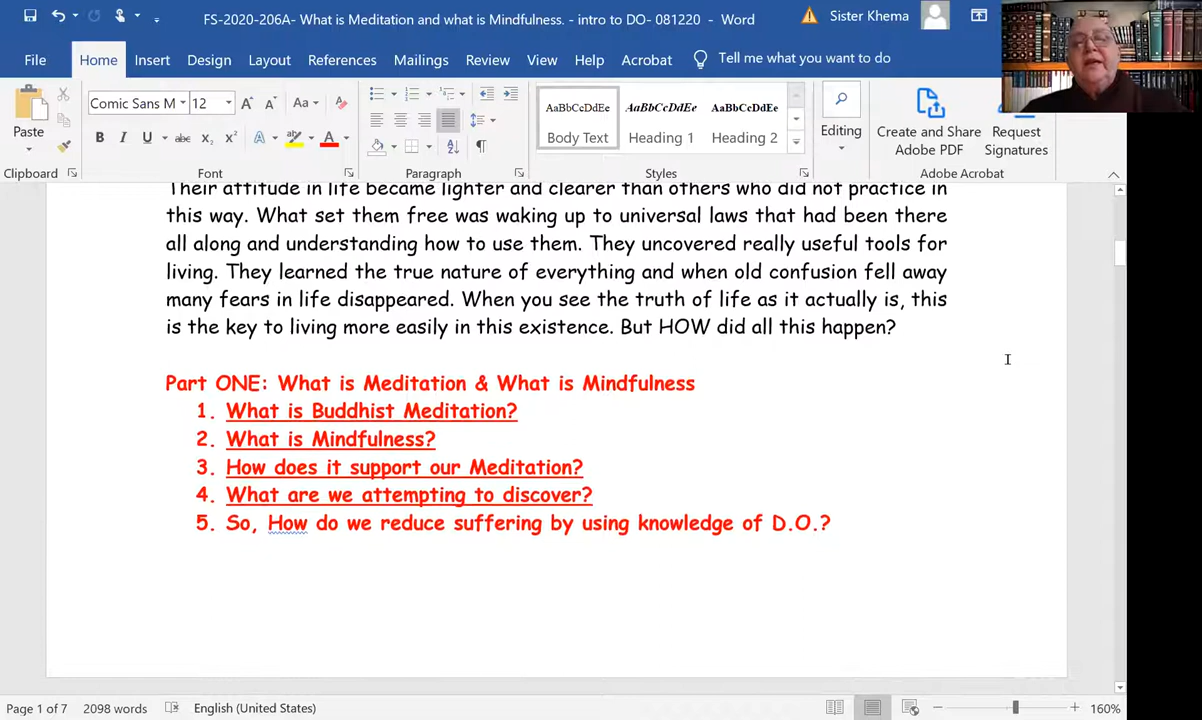 FS-2020-206A- What is Meditation and what is Mindfulness. - intro to DO- 081220 - Word
Sister Khema
File Home Insert Design Layout References Mailings Review View Help Acrobat Tell me what you want to do
Comic Sans M 12 Aa
AaBbCcDdEe AaBbCcDdEe AaBbCcDdEe
Paste
B I U abc X₂ X² A A
Body Text Heading 1 Heading 2
Editing
Create and Share Adobe PDF
Request Signatures
Clipboard Font Paragraph Styles Adobe Acrobat
Their attitude in life became lighter and clearer than others who did not practice in
this way. What set them free was waking up to universal laws that had been there
all along and understanding how to use them. They uncovered really useful tools for
living. They learned the true nature of everything and when old confusion fell away
many fears in life disappeared. When you see the truth of life as it actually is, this
is the key to living more easily in this existence. But HOW did all this happen?
Part ONE: What is Meditation & What is Mindfulness
1. What is Buddhist Meditation?
2. What is Mindfulness?
3. How does it support our Meditation?
4. What are we attempting to discover?
5. So, How do we reduce suffering by using knowledge of D.O.?
Page 1 of 7 2098 words English (United States) 160%